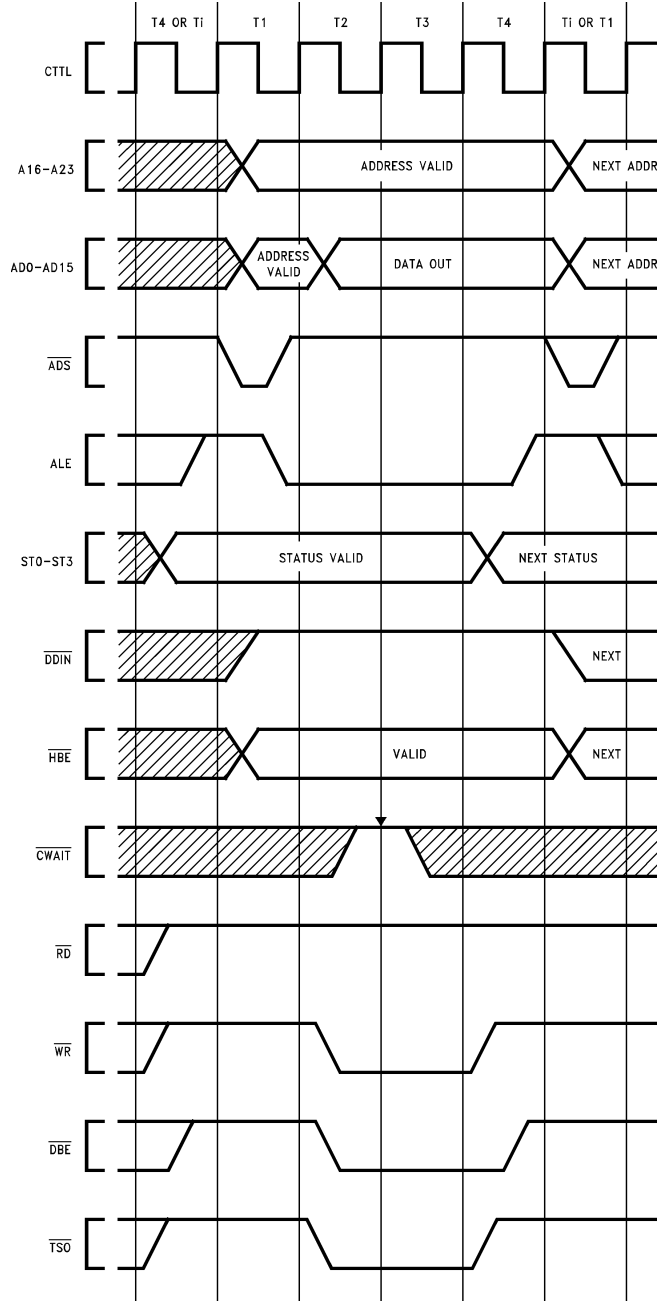 T4 OR Ti T1 T2 T3 T4 Ti OR T1
CTTL
A16-A23 ADDRESS VALID NEXT ADDR
AD0-AD15 ADDRESS VALID DATA OUT NEXT ADDR
ADS
ALE
ST0-ST3 STATUS VALID NEXT STATUS
DDIN NEXT
HBE VALID NEXT
CWAIT
RD
WR
DBE
TSO